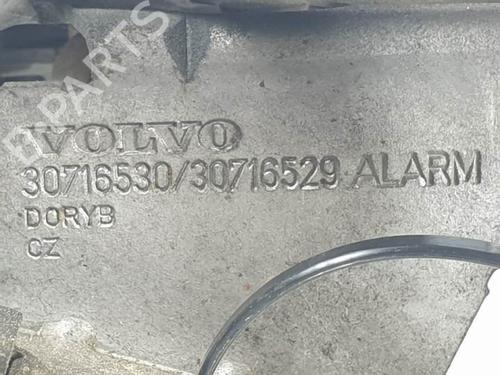 VOLVO
30716530/30716529 ALARM
DORYB
CZ
B-PARTS